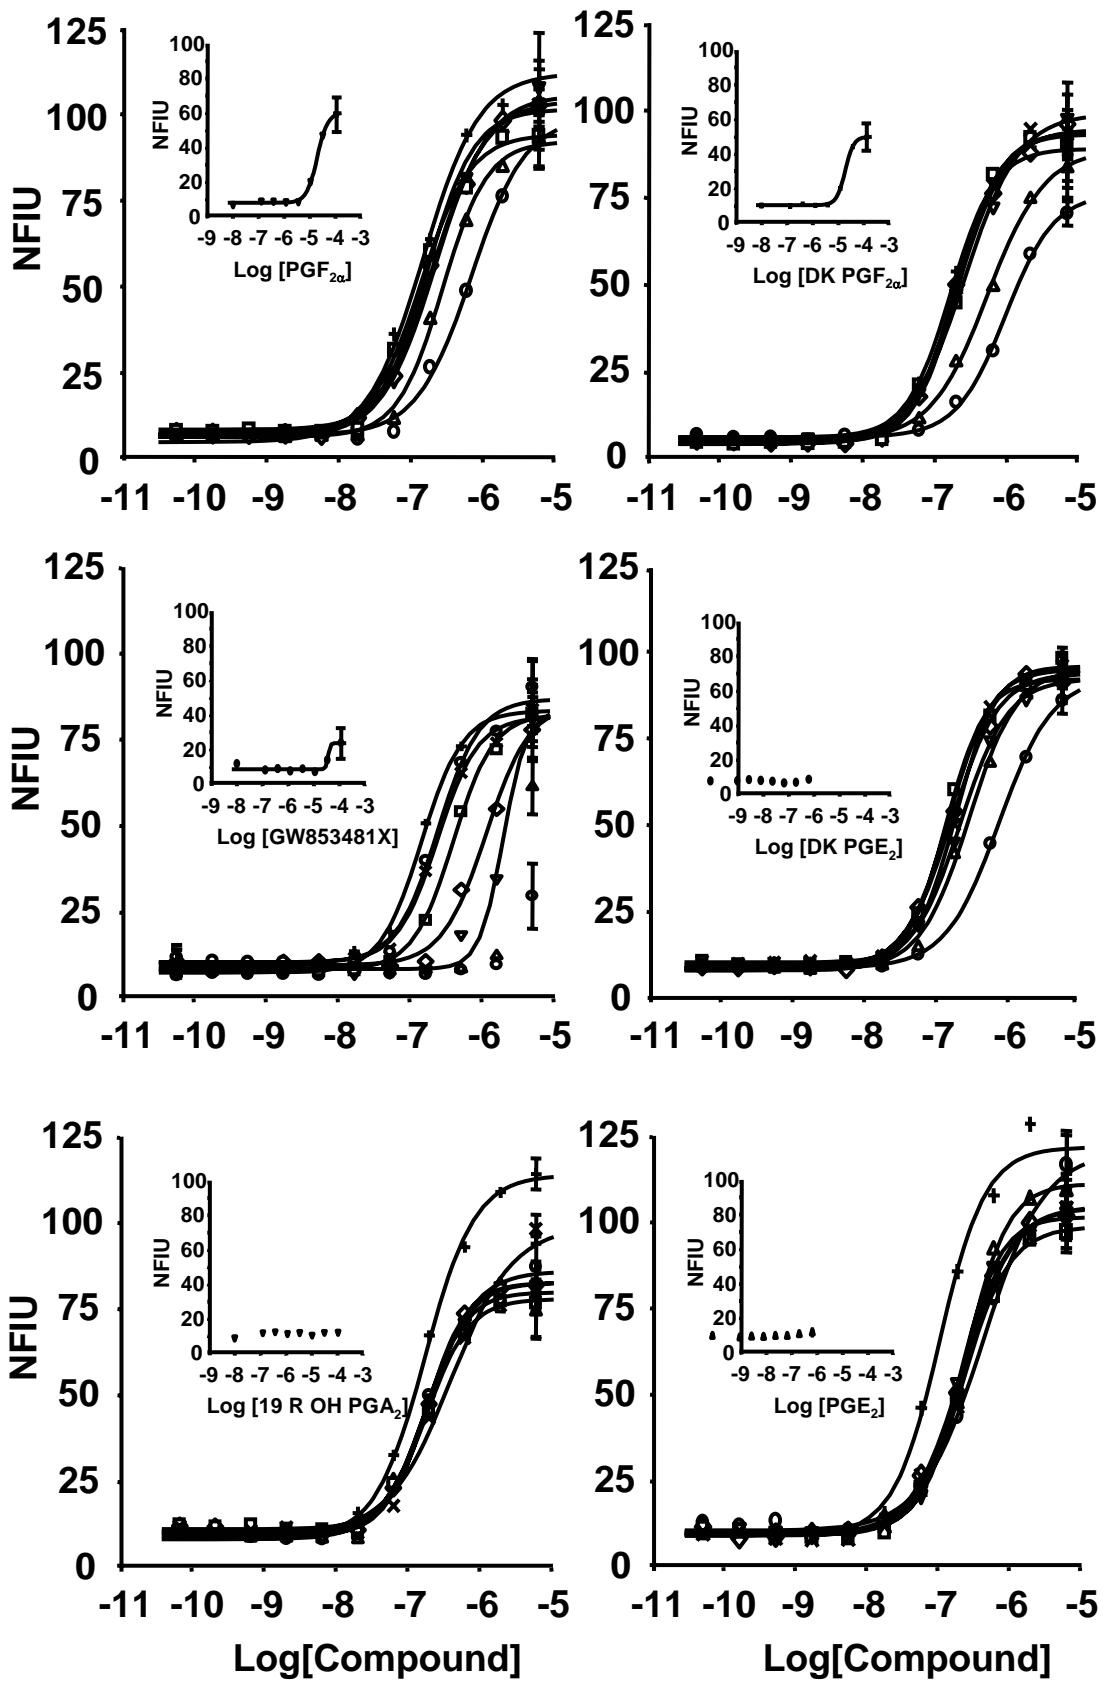 125
100
75
50
25
0
NFIU
-11 -10 -9 -8 -7 -6 -5
100
80
60
40
20
0
NFIU
-9 -8 -7 -6 -5 -4 -3
Log [PGF2α]
125
100
75
50
25
0
-11 -10 -9 -8 -7 -6 -5
100
80
60
40
20
0
NFIU
-9 -8 -7 -6 -5 -4 -3
Log [DK PGF2α]
125
100
75
50
25
0
NFIU
-11 -10 -9 -8 -7 -6 -5
100
80
60
40
20
0
NFIU
-9 -8 -7 -6 -5 -4 -3
Log [GW853481X]
125
100
75
50
25
0
-11 -10 -9 -8 -7 -6 -5
100
80
60
40
20
0
NFIU
-9 -8 -7 -6 -5 -4 -3
Log [DK PGE2]
125
100
75
50
25
0
NFIU
-11 -10 -9 -8 -7 -6 -5
Log[Compound]
100
80
60
40
20
0
NFIU
-9 -8 -7 -6 -5 -4 -3
Log [19 R OH PGA2]
125
100
75
50
25
0
-11 -10 -9 -8 -7 -6 -5
Log[Compound]
100
80
60
40
20
0
NFIU
-9 -8 -7 -6 -5 -4 -3
Log [PGE2]